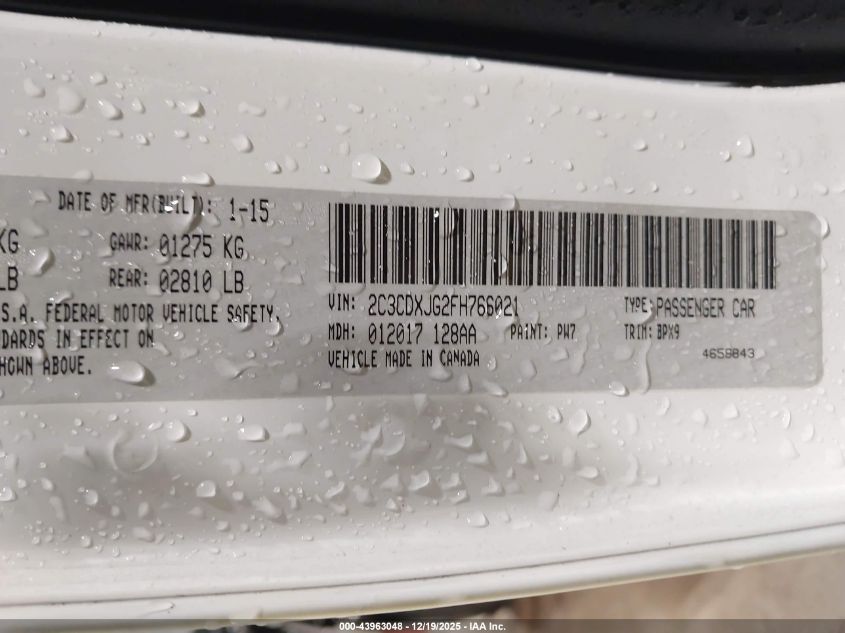 DATE OF MFR(BUILT): 1-15
KG GAWR: 01275 KG
LB REAR: 02810 LB
S.A. FEDERAL MOTOR VEHICLE SAFETY.
DARDS IN EFFECT ON
HOWN ABOVE.
VIN: 2C3CDXJG2FH766021 TYPE: PASSENGER CAR
MDH: 012017 128AA PAINT: PW7 TRIM: BPX9
VEHICLE MADE IN CANADA
000-43963048 - 12/19/2025 - IAA Inc.